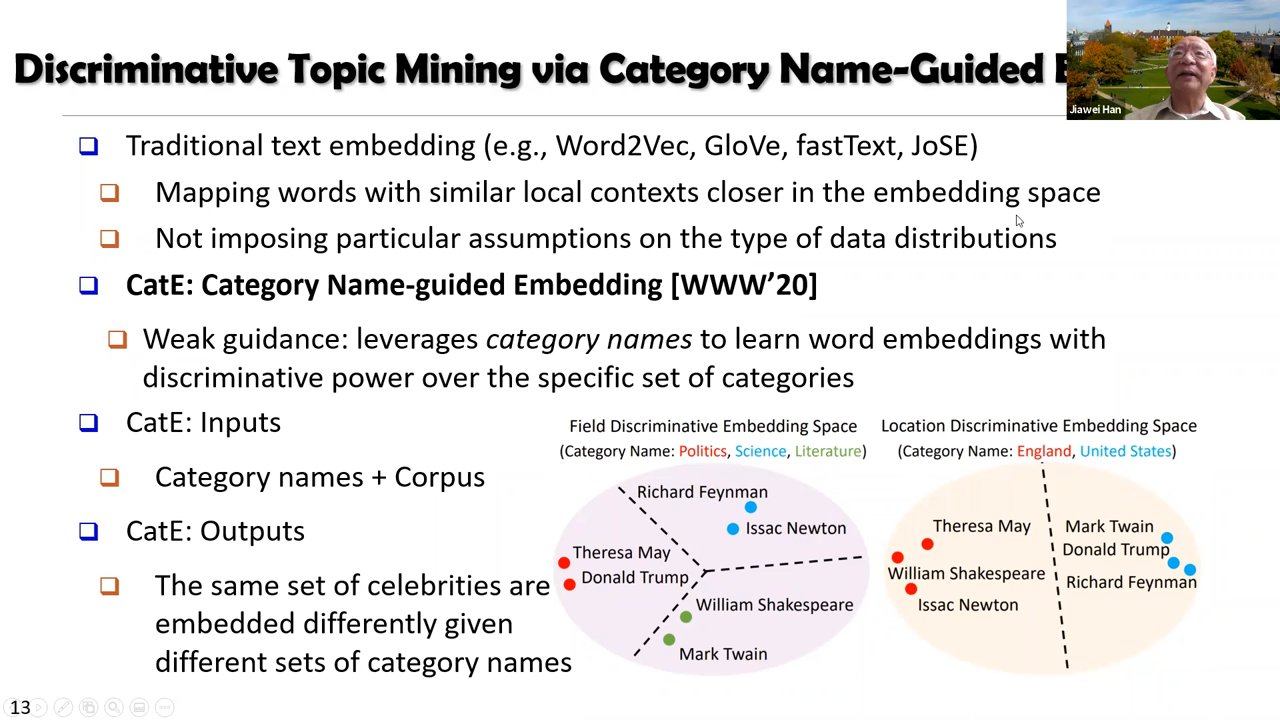 Discriminative Topic Mining via Category Name-Guided
Jiawei Han
Traditional text embedding (e.g., Word2Vec, GloVe, fastText, JoSE)
Mapping words with similar local contexts closer in the embedding space
Not imposing particular assumptions on the type of data distributions
CatE: Category Name-guided Embedding [WWW’20]
Weak guidance: leverages category names to learn word embeddings with
discriminative power over the specific set of categories
CatE: Inputs
Category names + Corpus
CatE: Outputs
The same set of celebrities are
embedded differently given
different sets of category names
Field Discriminative Embedding Space
(Category Name: Politics, Science, Literature)
Richard Feynman
Issac Newton
Theresa May
Donald Trump
William Shakespeare
Mark Twain
Location Discriminative Embedding Space
(Category Name: England, United States)
Theresa May
William Shakespeare
Issac Newton
Mark Twain
Donald Trump
Richard Feynman
13